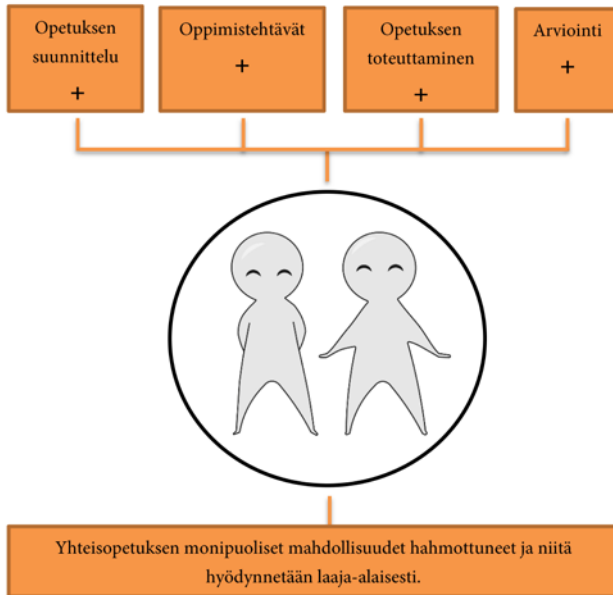 Opetuksen
suunnittelu
+
Oppimistehtävät
+
Opetuksen
toteuttaminen
+
Arviointi
+
Yhteisopetuksen monipuoliset mahdollisuudet hahmottuneet ja niitä
hyödynnetään laaja-alaisesti.